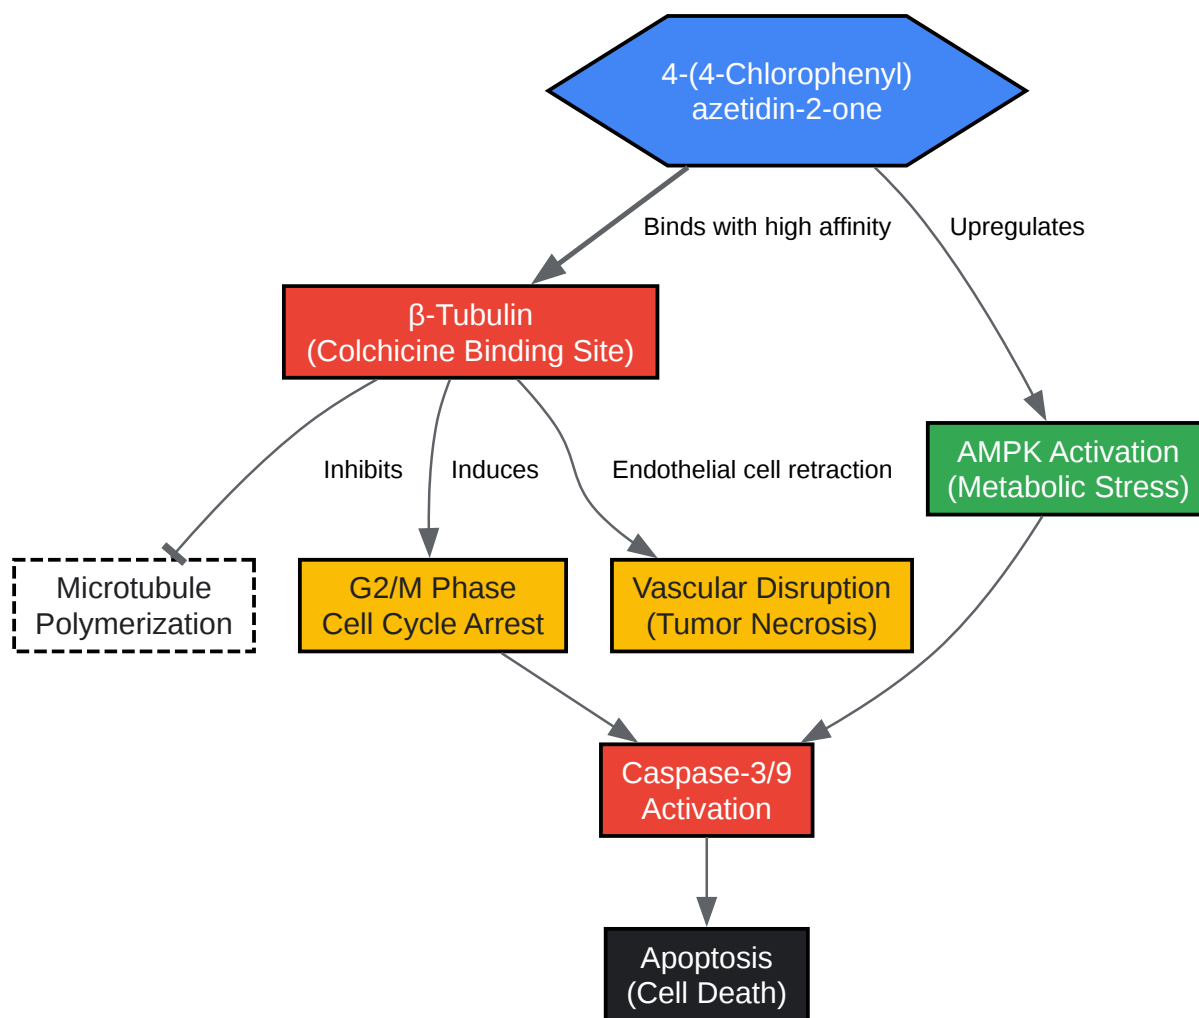 4-(4-Chlorophenyl)
azetidin-2-one
Binds with high affinity
Upregulates
β-Tubulin
(Colchicine Binding Site)
AMPK Activation
(Metabolic Stress)
Inhibits
Induces
Endothelial cell retraction
Microtubule
Polymerization
G2/M Phase
Cell Cycle Arrest
Vascular Disruption
(Tumor Necrosis)
Caspase-3/9
Activation
Apoptosis
(Cell Death)